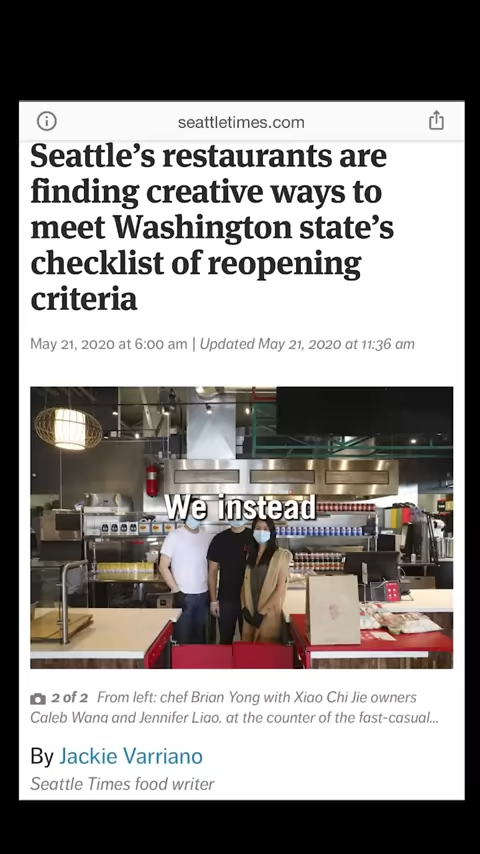 seattletimes.com
Seattle’s restaurants are
finding creative ways to
meet Washington state’s
checklist of reopening
criteria
May 21, 2020 at 6:00 am | Updated May 21, 2020 at 11:36 am
We instead
2 of 2 From left: chef Brian Yong with Xiao Chi Jie owners
Caleb Wang and Jennifer Liao, at the counter of the fast-casual...
By Jackie Varriano
Seattle Times food writer